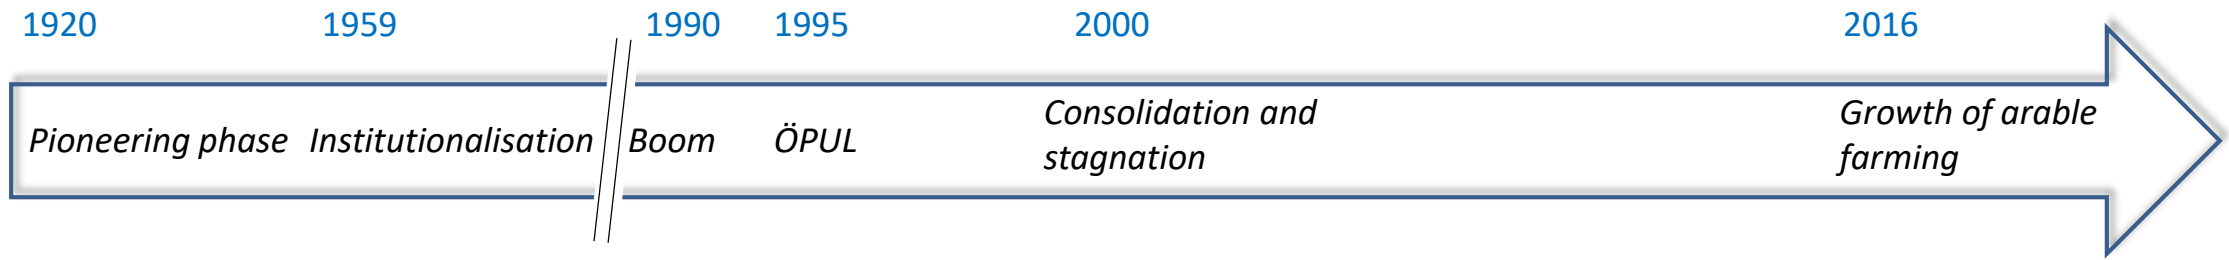 1920 1959 1990 1995 2000 2016
Pioneering phase Institutionalisation Boom ÖPUL Consolidation and stagnation Growth of arable farming